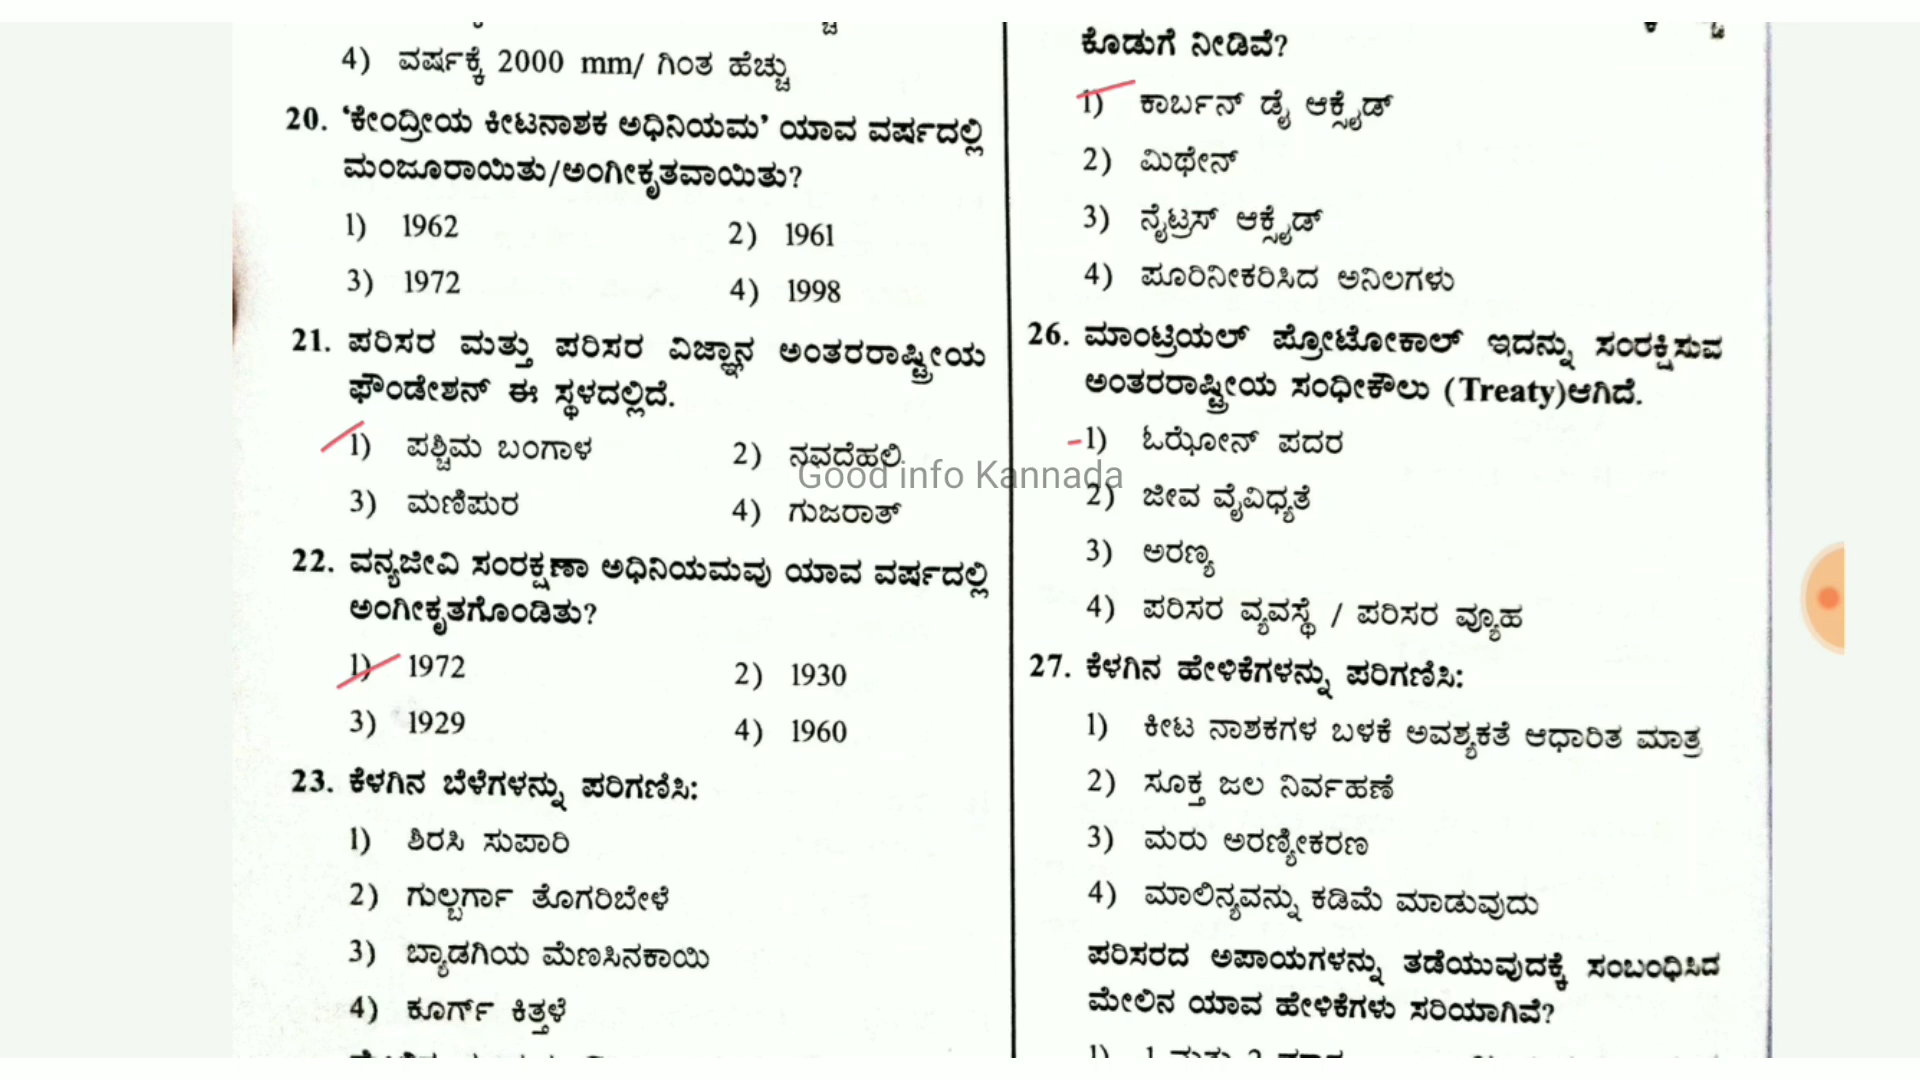 4) ವರ್ಷಕ್ಕೆ 2000 mm/ ಗಿಂತ ಹೆಚ್ಚು
20. 'ಕೇಂದ್ರೀಯ ಕೀಟನಾಶಕ ಅಧಿನಿಯಮ' ಯಾವ ವರ್ಷದಲ್ಲಿ
ಮಂಜೂರಾಯಿತು/ಅಂಗೀಕೃತವಾಯಿತು?
1) 1962 2) 1961
3) 1972 4) 1998
21. ಪರಿಸರ ಮತ್ತು ಪರಿಸರ ವಿಜ್ಞಾನ ಅಂತರರಾಷ್ಟ್ರೀಯ
ಫೌಂಡೇಶನ್ ಈ ಸ್ಥಳದಲ್ಲಿದೆ.
1) ಪಶ್ಚಿಮ ಬಂಗಾಳ 2) ನವದೆಹಲಿ
3) ಮಣಿಪುರ 4) ಗುಜರಾತ್
22. ವನ್ಯಜೀವಿ ಸಂರಕ್ಷಣಾ ಅಧಿನಿಯಮವು ಯಾವ ವರ್ಷದಲ್ಲಿ
ಅಂಗೀಕೃತಗೊಂಡಿತು?
1) 1972 2) 1930
3) 1929 4) 1960
23. ಕೆಳಗಿನ ಬೆಳೆಗಳನ್ನು ಪರಿಗಣಿಸಿ:
1) ಶಿರಸಿ ಸುಪಾರಿ
2) ಗುಲ್ಬರ್ಗಾ ತೊಗರಿಬೇಳೆ
3) ಬ್ಯಾಡಗಿಯ ಮೆಣಸಿನಕಾಯಿ
4) ಕೂರ್ಗ್ ಕಿತ್ತಳೆ
ಕೊಡುಗೆ ನೀಡಿವೆ?
1) ಕಾರ್ಬನ್ ಡೈ ಆಕ್ಸೈಡ್
2) ಮಿಥೇನ್
3) ನೈಟ್ರಸ್ ಆಕ್ಸೈಡ್
4) ಪೂರಿನೀಕರಿಸಿದ ಅನಿಲಗಳು
26. ಮಾಂಟ್ರಿಯಲ್ ಪ್ರೋಟೋಕಾಲ್ ಇದನ್ನು ಸಂರಕ್ಷಿಸುವ
ಅಂತರರಾಷ್ಟ್ರೀಯ ಸಂಧೀಕೌಲು (Treaty)ಆಗಿದೆ.
1) ಓಝೋನ್ ಪದರ
2) ಜೀವ ವೈವಿಧ್ಯತೆ
3) ಅರಣ್ಯ
4) ಪರಿಸರ ವ್ಯವಸ್ಥೆ / ಪರಿಸರ ವ್ಯೂಹ
27. ಕೆಳಗಿನ ಹೇಳಿಕೆಗಳನ್ನು ಪರಿಗಣಿಸಿ:
1) ಕೀಟ ನಾಶಕಗಳ ಬಳಕೆ ಅವಶ್ಯಕತೆ ಆಧಾರಿತ ಮಾತ್ರ
2) ಸೂಕ್ತ ಜಲ ನಿರ್ವಹಣೆ
3) ಮರು ಅರಣ್ಯೀಕರಣ
4) ಮಾಲಿನ್ಯವನ್ನು ಕಡಿಮೆ ಮಾಡುವುದು
ಪರಿಸರದ ಅಪಾಯಗಳನ್ನು ತಡೆಯುವುದಕ್ಕೆ ಸಂಬಂಧಿಸಿದ
ಮೇಲಿನ ಯಾವ ಹೇಳಿಕೆಗಳು ಸರಿಯಾಗಿವೆ?
Good info Kannada